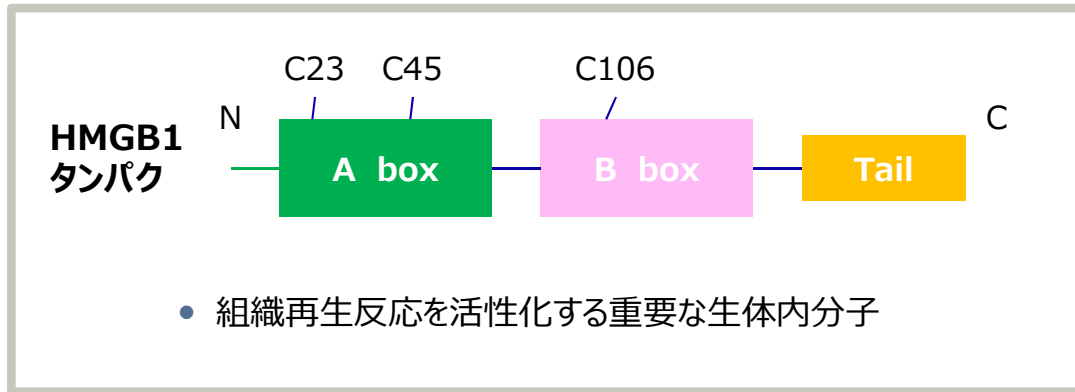 C23 C45 C106
N C
HMGB1
タンパク
A box B box Tail
• 組織再生反応を活性化する重要な生体内分子